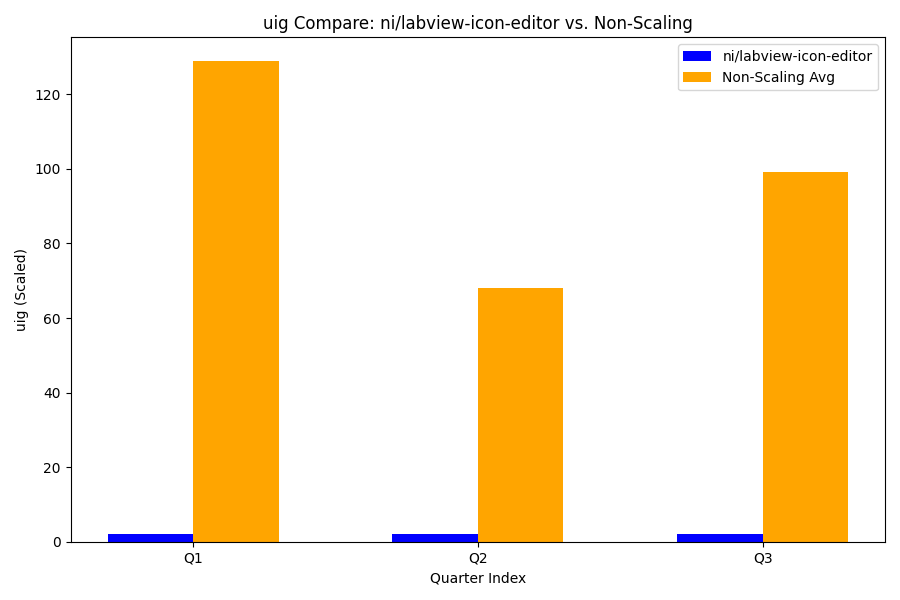 uig Compare: ni/labview-icon-editor vs. Non-Scaling
ni/labview-icon-editor
Non-Scaling Avg
uig (Scaled)
120
100
80
60
40
20
0
Q1 Q2 Q3
Quarter Index